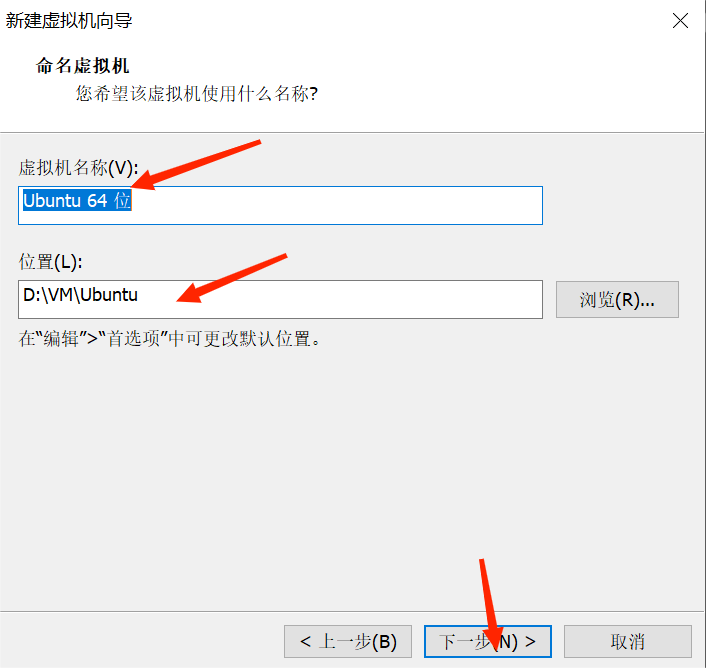 新建虚拟机向导
命名虚拟机
您希望该虚拟机使用什么名称?
虚拟机名称(V):
Ubuntu 64 位
位置(L):
D:\VM\Ubuntu
浏览(R)...
在“编辑”>“首选项”中可更改默认位置。
< 上一步(B)
下一步(N) >
取消